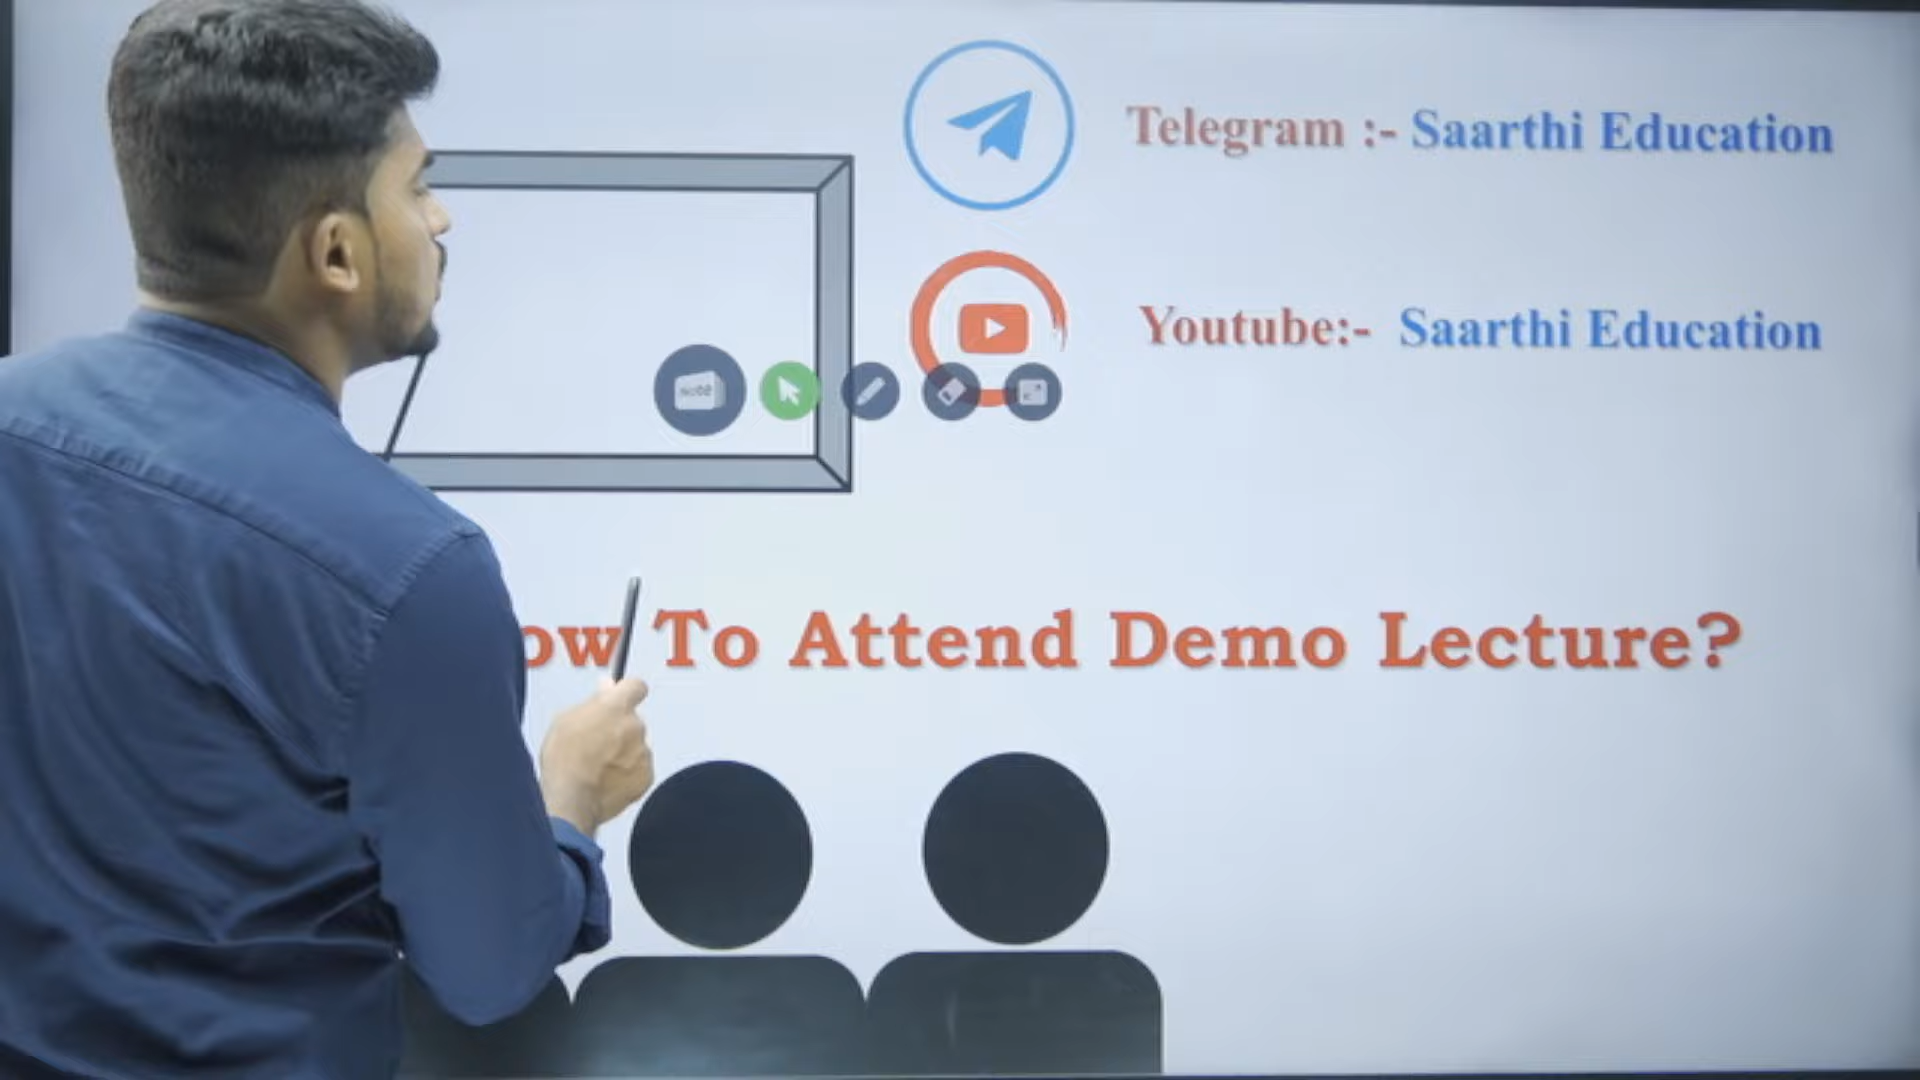 Telegram :- Saarthi Education
Youtube:- Saarthi Education
ow To Attend Demo Lecture?